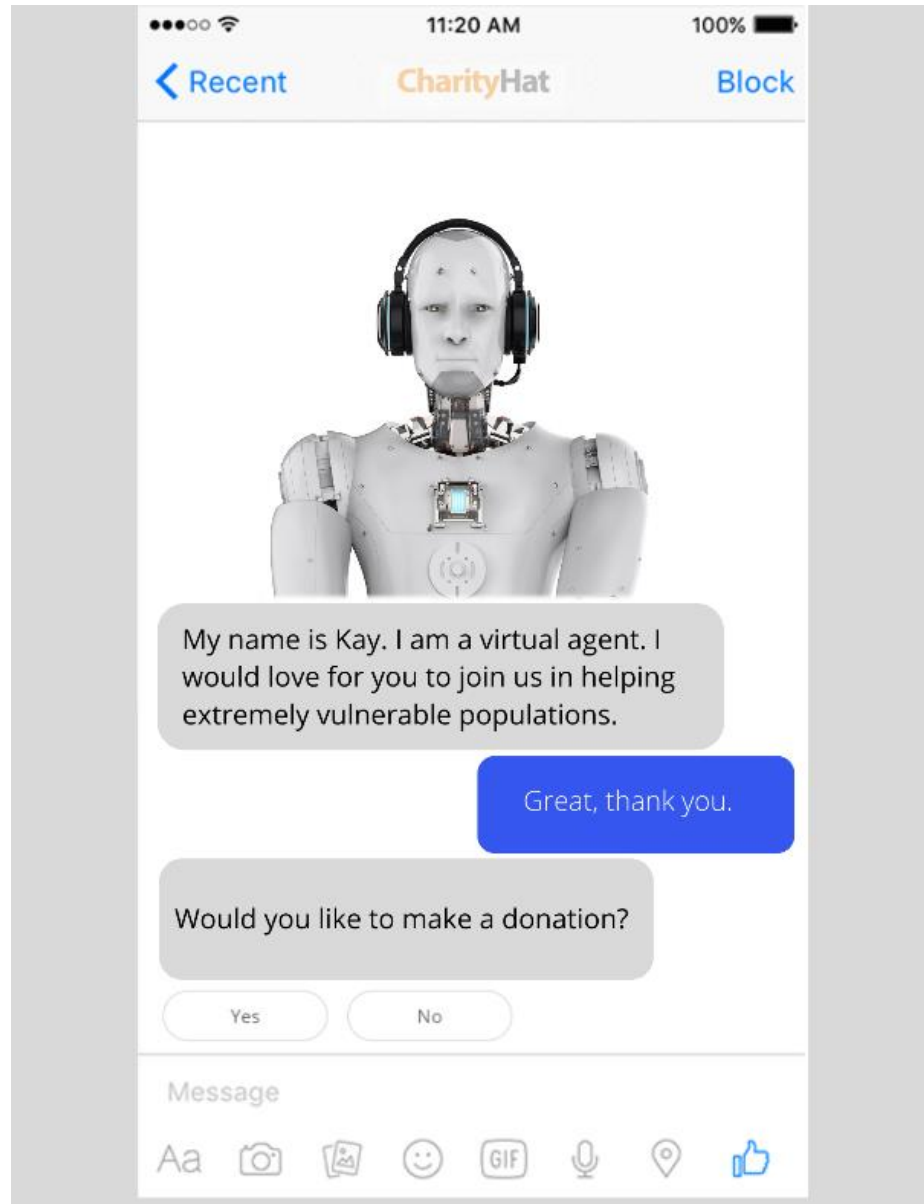 11:20 AM
100%
Recent
CharityHat
Block
My name is Kay. I am a virtual agent. I
would love for you to join us in helping
extremely vulnerable populations.
Great, thank you.
Would you like to make a donation?
Yes
No
Message
Aa
GIF